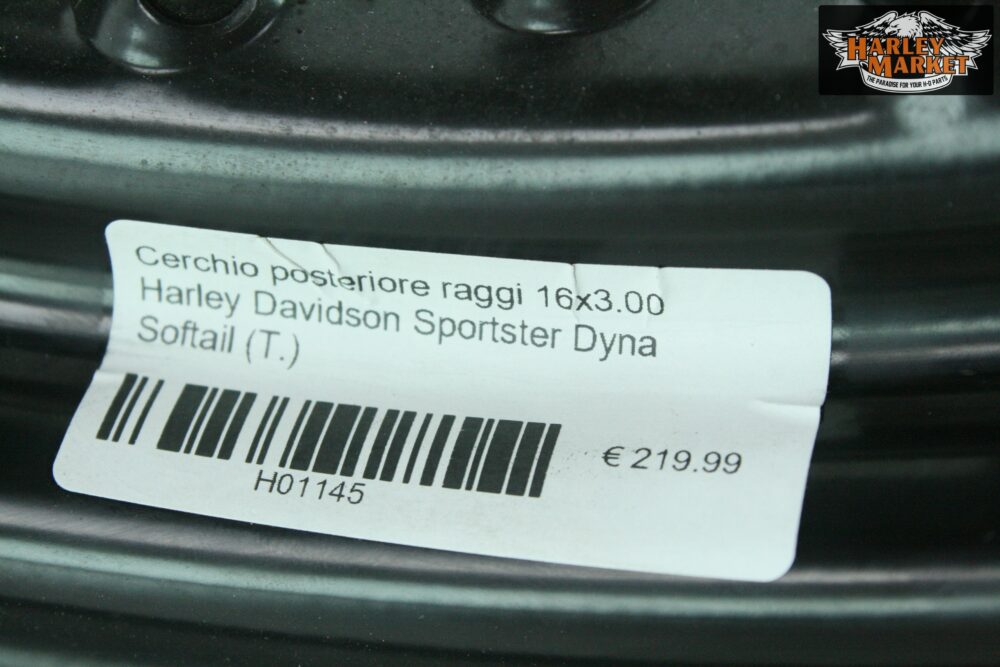 HARLEY
MARKET
THE PARADISE FOR YOUR H-D PARTS
Cerchio posteriore raggi 16x3.00
Harley Davidson Sportster Dyna
Softail (T.)
€ 219.99
H01145